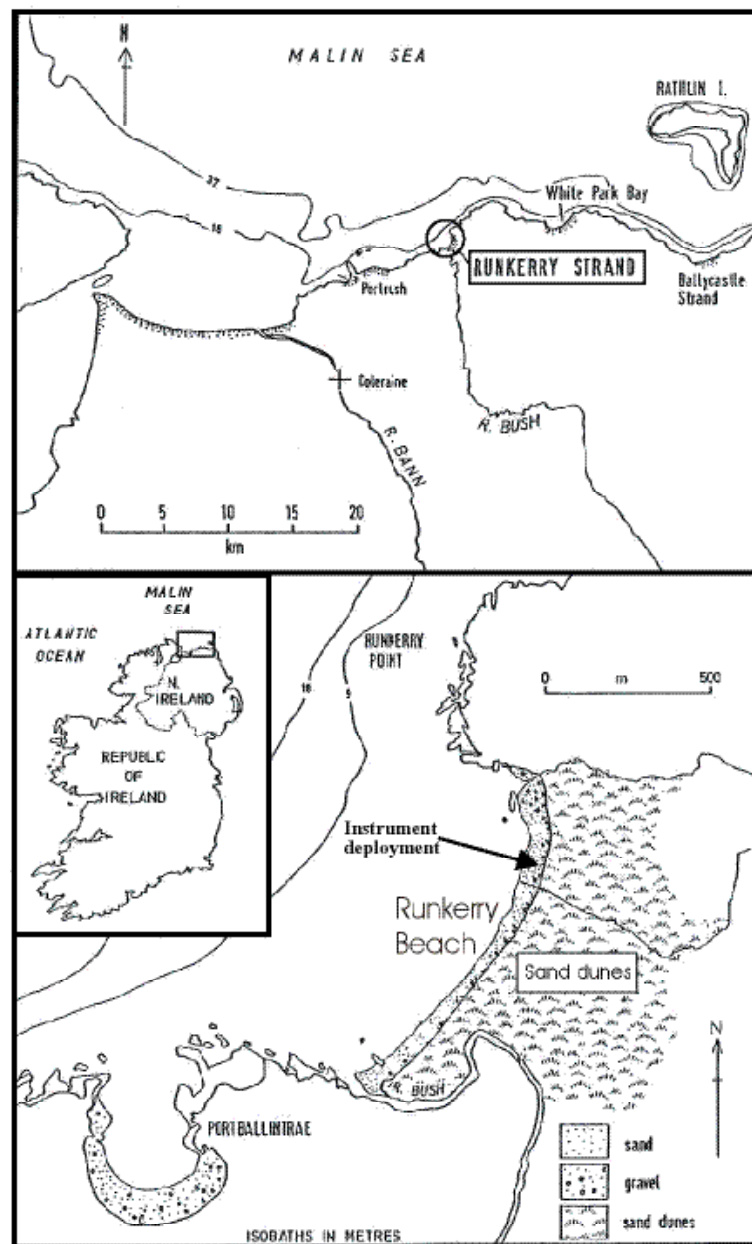 N
MALIN SEA
RATHLIN I.
37
18
White Park Bay
RUNKERRY STRAND
Portrush
Ballycastle
Strand
Coleraine
R. BUSH
R. BANN
0 5 10 15 20
km
MALIN
SEA
ATLANTIC
OCEAN
N.
IRELAND
REPUBLIC
OF
IRELAND
RUNBERRY
POINT
18
9
0 m 500
Instrument
deployment
Runkerry
Beach
Sand dunes
N
R. BUSH
PORTBALLINTRAE
sand
gravel
sand dunes
ISOBATHS IN METRES